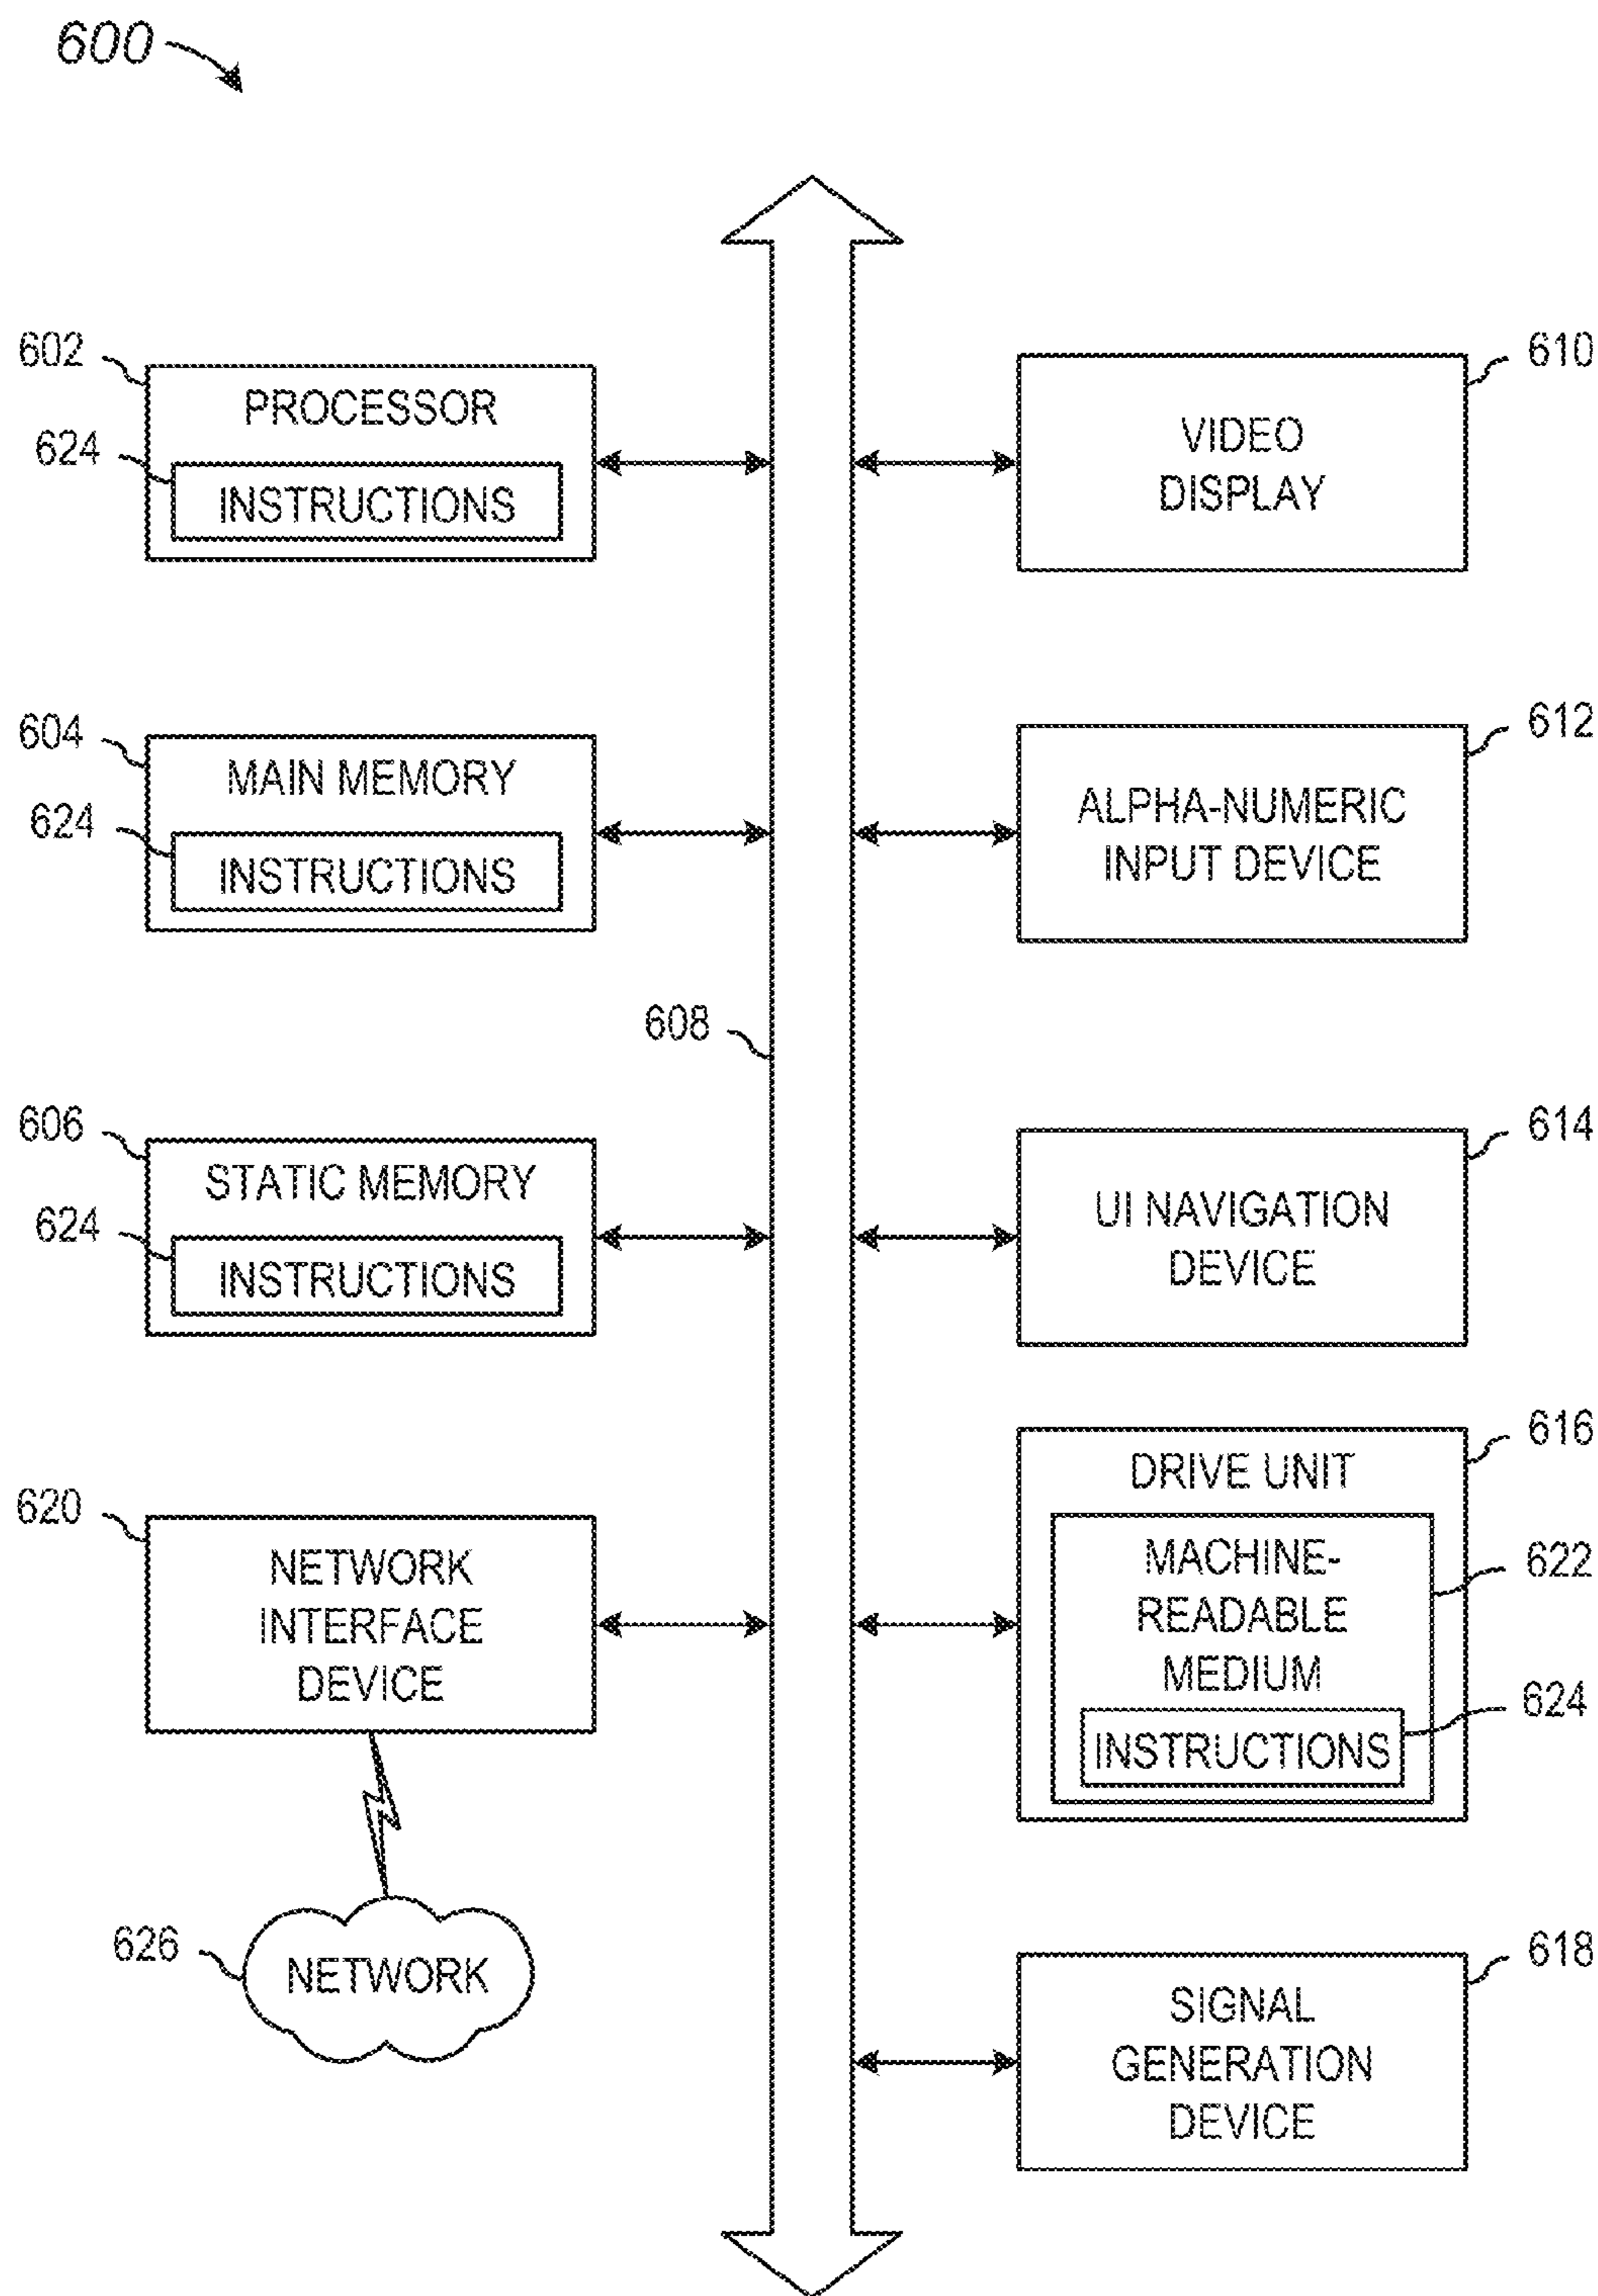 600
602
PROCESSOR
624
INSTRUCTIONS
604
MAIN MEMORY
624
INSTRUCTIONS
608
606
STATIC MEMORY
624
INSTRUCTIONS
620
NETWORK
INTERFACE
DEVICE
626
NETWORK
610
VIDEO
DISPLAY
612
ALPHA-NUMERIC
INPUT DEVICE
614
UI NAVIGATION
DEVICE
616
DRIVE UNIT
622
MACHINE-
READABLE
MEDIUM
624
INSTRUCTIONS
618
SIGNAL
GENERATION
DEVICE